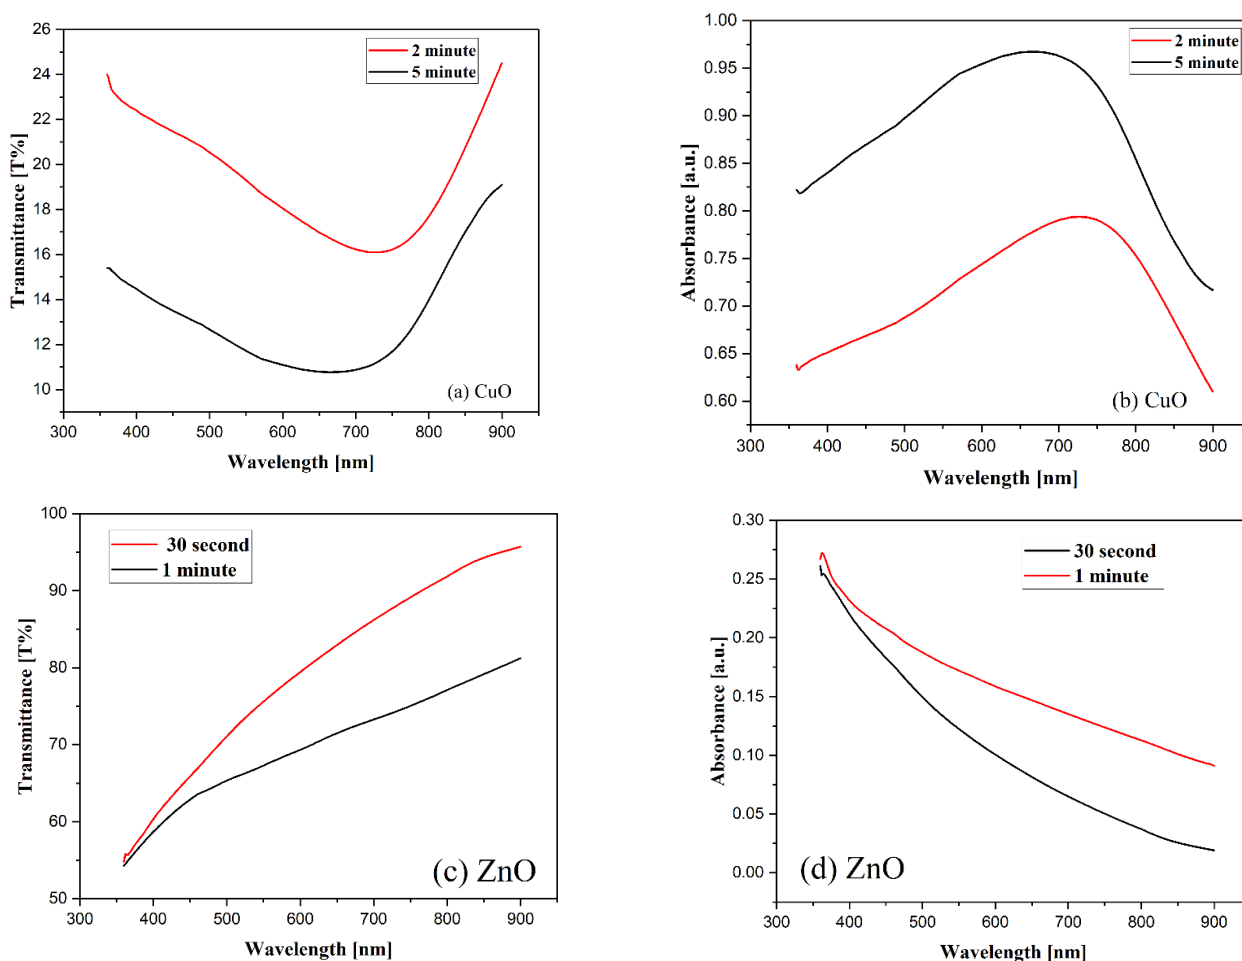 26
24
22
20
18
16
14
12
10
Transmittance [T%]
2 minute
5 minute
(a) CuO
300 400 500 600 700 800 900
Wavelength [nm]
1.00
0.95
0.90
0.85
0.80
0.75
0.70
0.65
0.60
Absorbance [a.u.]
2 minute
5 minute
(b) CuO
300 400 500 600 700 800 900
Wavelength [nm]
100
90
80
70
60
50
Transmittance [T%]
30 second
1 minute
(c) ZnO
300 400 500 600 700 800 900
Wavelength [nm]
0.30
0.25
0.20
0.15
0.10
0.05
0.00
Absorbance [a.u.]
30 second
1 minute
(d) ZnO
300 400 500 600 700 800 900
Wavelength [nm]